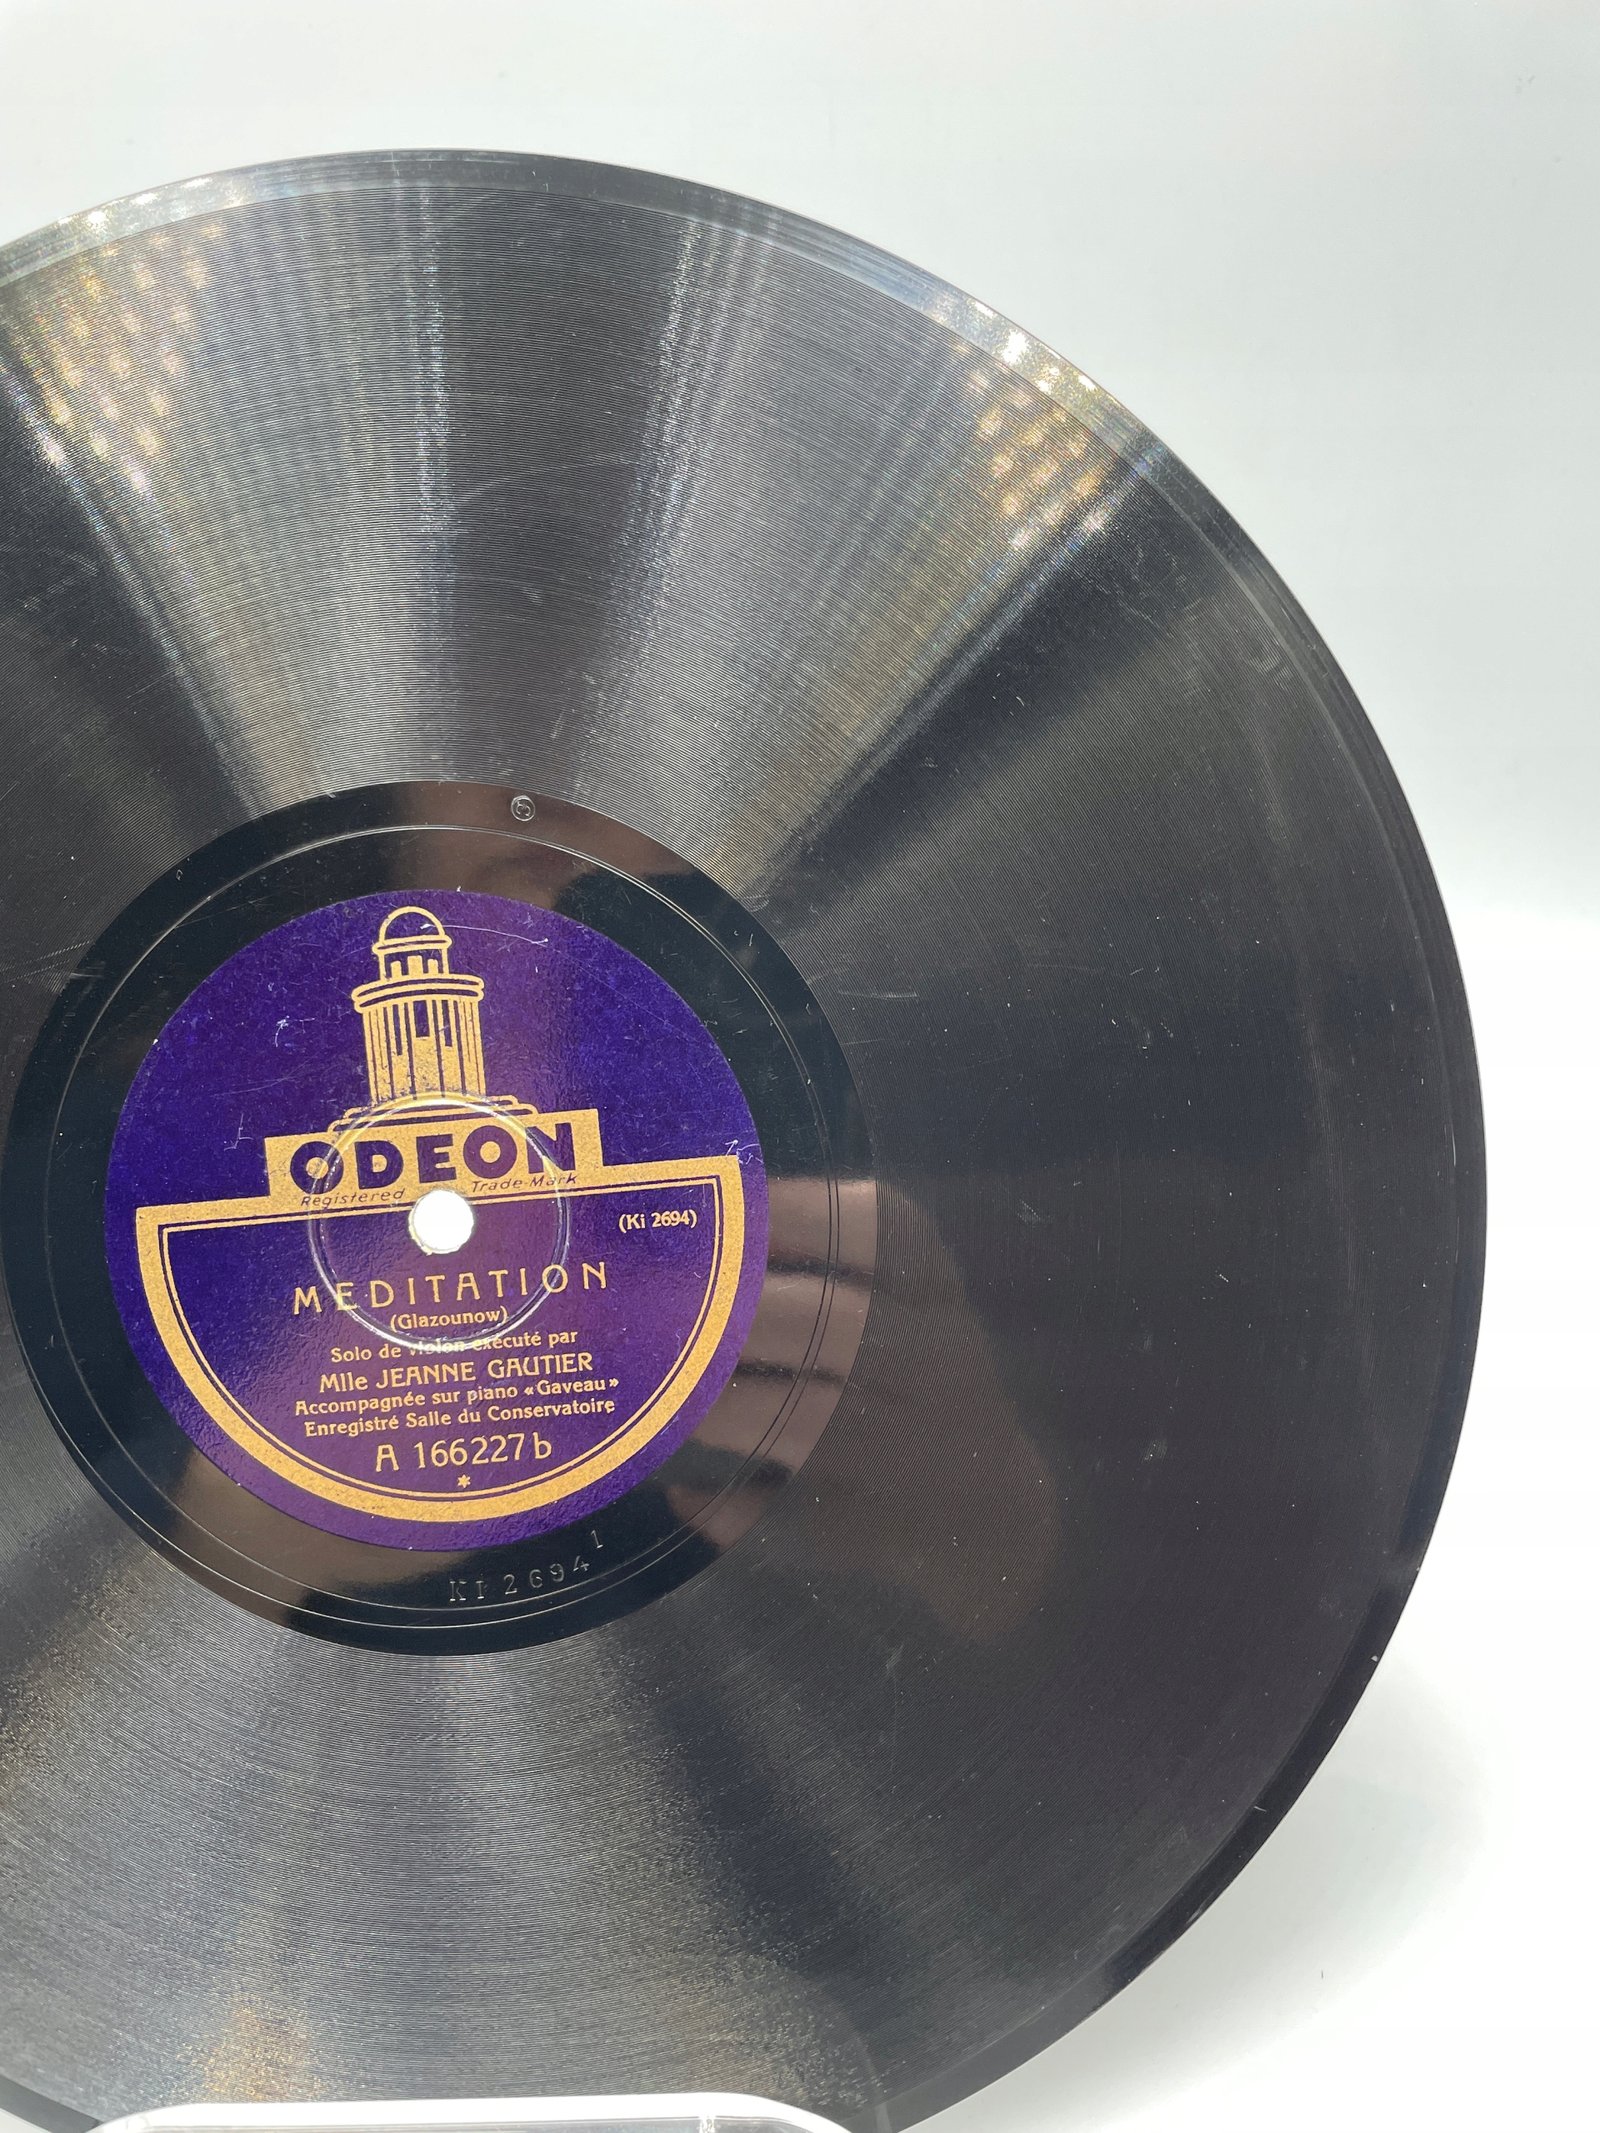 ODEON
Registered Trade-Mark
(Ki 2694)
MEDITATION
(Glazounow)
Solo de violon exécuté par
Mlle JEANNE GAUTIER
Accompagnée sur piano «Gaveau»
Enregistré Salle du Conservatoire
A 166227b
*
KI 2694 1